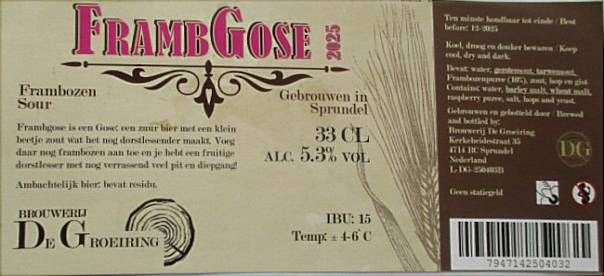 FRAMBGOSE 2025
Frambozen
Sour
Gebrouwen in
Sprundel
Frambgose is een Gose; een zuur bier met een klein
beetje zout wat het nog dorstlessender maakt. Voeg
daar nog frambozen aan toe en je hebt een fruitige
dorstlesser met nog verrassend veel pit en diepgang!
Ambachtelijk bier: bevat residu.
33 CL
ALC. 5.3% VOL
BROUWERIJ
DE GROEIRING
IBU: 15
Temp: ± 4-6° C
Ten minste houdbaar tot einde / Best
before: 12-2025
Koel, droog en donker bewaren / Keep
cool, dry and dark.
Bevat: water, gerstemout, tarwemout,
Frambozenpuree (10%), zout, hop en gist
Contains: water, barley malt, wheat malt,
raspberry puree, salt, hops and yeast.
Gebrouwen en gebotteld door / Brewed
and bottled by:
Brouwerij De Groeiring
Kerkeheidestraat 35
4714 RC Sprundel
Nederland
L: DG-250403B
DG
Geen statiegeld
7947142504032